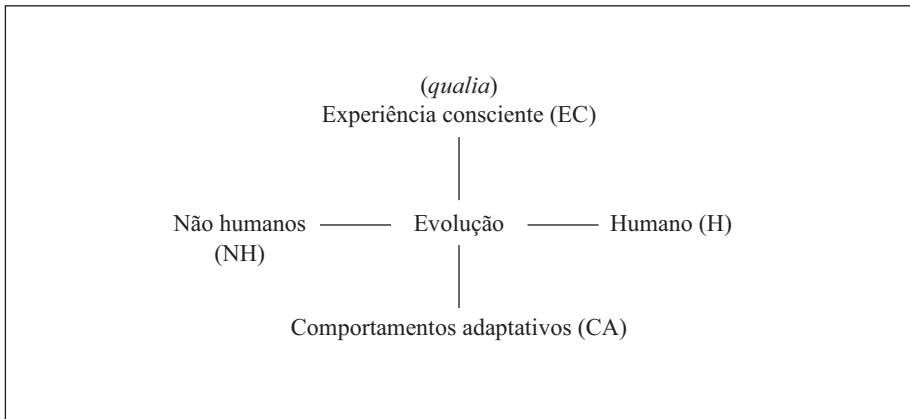 (qualia)
Experiência consciente (EC)
Não humanos Evolução Humano (H)
(NH)
Comportamentos adaptativos (CA)